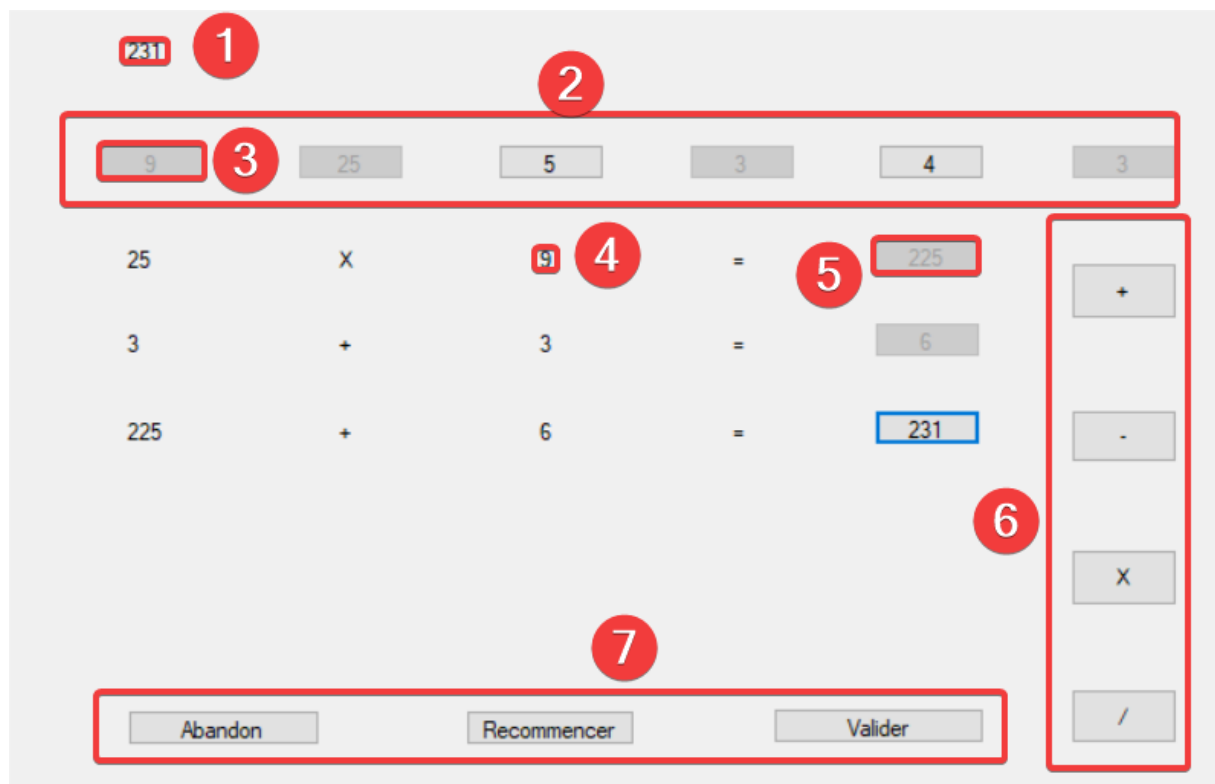 231 1
2
9 3 25 5 3 4 3
25 X 9 4 = 5 225
+
3 + 3 = 6
225 + 6 = 231 -
6
X
7
Abandon Recommencer Valider /